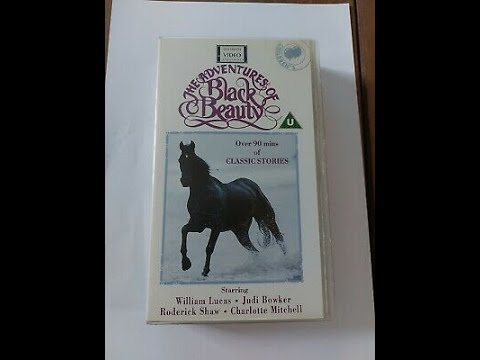 VIDEO
THE ADVENTURES OF
Black
Beauty
U
Over 90 mins
of
CLASSIC STORIES
Starring
William Lucas • Judi Bowker
Roderick Shaw • Charlotte Mitchell